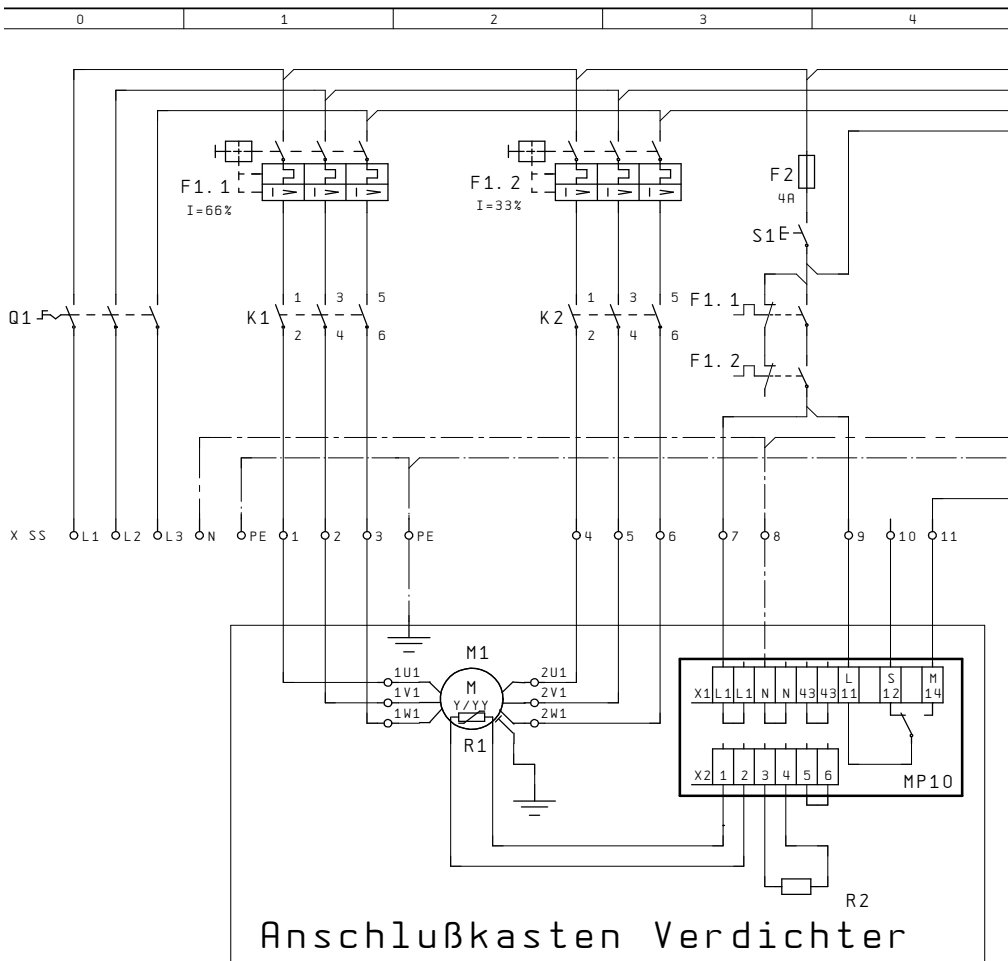 0 1 2 3 4
F1.1
I=66%
F1.2
I=33%
F2
4A
S1
I> I> I> I> I> I>
Q1
K1
1 3 5
2 4 6
K2
1 3 5
2 4 6
F1.1
F1.2
X SS L1 L2 L3 N PE 1 2 3 PE 4 5 6 7 8 9 10 11
M1
1U1
1V1
1W1
M
Y/YY
2U1
2V1
2W1
R1
X1 L1 L1 N N 43 43 L 11 S 12 M 14
X2 1 2 3 4 5 6
MP10
R2
Anschlußkasten Verdichter